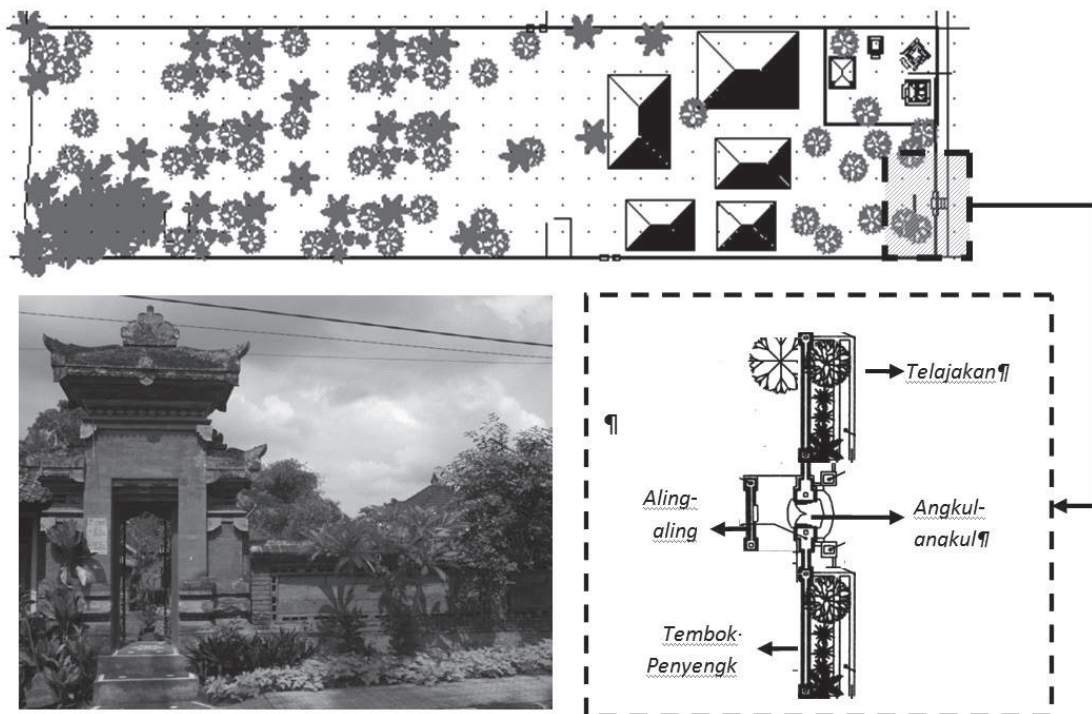 Telajakan¶
¶
Aling-
aling
Angkul-
angkul¶
Tembok·
Penyengk